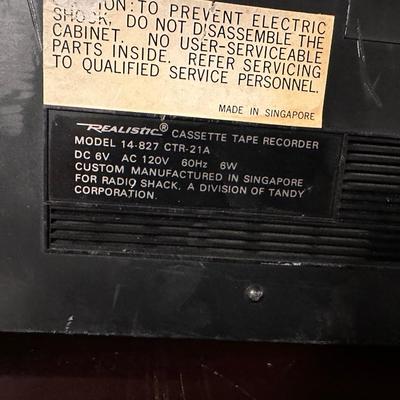 TO PREVENT ELECTRIC
SHOCK, DO NOT DISASSEMBLE THE
CABINET. NO USER-SERVICEABLE
PARTS INSIDE. REFER SERVICING
TO QUALIFIED SERVICE PERSONNEL.
MADE IN SINGAPORE
REALISTIC® CASSETTE TAPE RECORDER
MODEL 14-827 CTR-21A
DC 6V AC 120V 60Hz 6W
CUSTOM MANUFACTURED IN SINGAPORE
FOR RADIO SHACK, A DIVISION OF TANDY
CORPORATION.